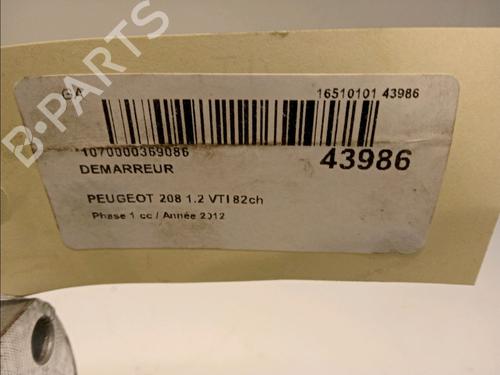 GA 16510101 43986
*1070000369086
43986
DEMARREUR
PEUGEOT 208 1.2 VTI 82ch
Phase 1 cc / Année 2012
B-PARTS